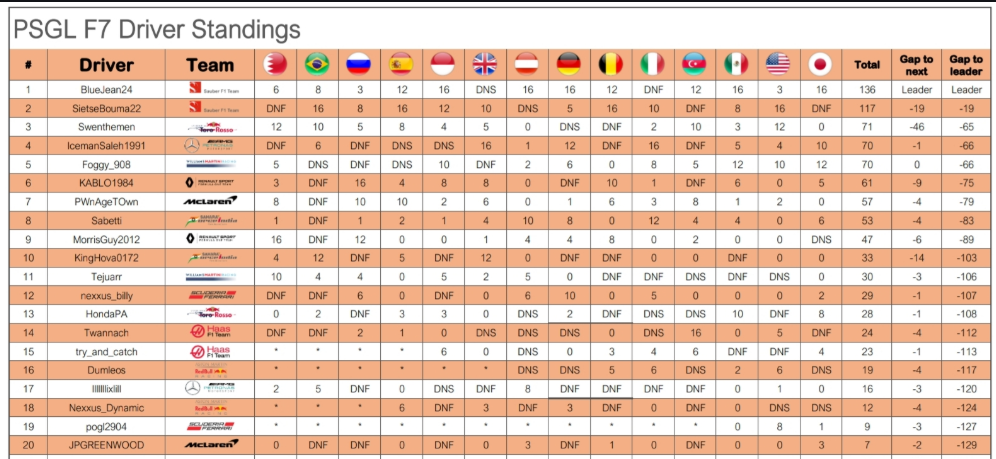 PSGL F7 Driver Standings
# Driver Team Total Gap to next Gap to leader
1 BlueJean24 Sauber F1 Team 6 8 3 12 16 DNS 16 16 12 DNF 12 16 3 16 136 Leader Leader
2 SietseBouma22 Sauber F1 Team DNF 16 8 16 12 10 DNS 5 16 10 DNF 8 16 DNF 117 -19 -19
3 Swenthemen Toro Rosso 12 10 5 8 4 5 0 DNS DNF 2 10 3 12 0 71 -46 -65
4 IcemanSaleh1991 DNF 6 DNF DNS DNS 16 1 12 DNF 16 DNF 5 4 10 70 -1 -66
5 Foggy_908 5 DNS DNF DNS 10 DNF 2 6 0 8 5 12 10 12 70 0 -66
6 KABLO1984 RENAULT SPORT 3 DNF 16 4 8 8 0 DNF 10 1 DNF 6 0 5 61 -9 -75
7 PWnAgeTOwn McLaren 8 DNF 10 10 2 6 0 1 6 3 8 1 2 0 57 -4 -79
8 Sabetti 1 DNF 1 2 1 4 10 8 0 12 4 4 0 6 53 -4 -83
9 MorrisGuy2012 RENAULT SPORT 16 DNF 12 0 0 1 4 4 8 0 2 0 0 DNS 47 -6 -89
10 KingHova0172 4 12 DNF 5 DNF 12 0 DNF DNF 0 0 DNF 0 0 33 -14 -103
11 Tejuarr 10 4 4 0 5 2 5 0 DNF DNF DNS DNF DNS 0 30 -3 -106
12 nexxus_billy SCUDERIA FERRARI DNF DNF 6 0 DNF 0 6 10 0 5 0 0 0 2 29 -1 -107
13 HondaPA Toro Rosso 0 2 DNF 3 3 0 DNS 2 DNF DNS DNS 10 DNF 8 28 -1 -108
14 Twannach Haas F1 Team DNF DNF 2 1 0 DNS DNS DNS 0 DNS 16 0 5 DNF 24 -4 -112
15 try_and_catch Haas F1 Team * * * * 6 0 DNS 0 3 4 6 DNF DNF 4 23 -1 -113
16 Dumleos * * * * * * DNS DNS 5 6 DNS 2 6 DNS 19 -4 -117
17 2 5 DNF 0 DNS DNF 8 DNF DNF DNF DNF 0 1 0 16 -3 -120
18 Nexxus_Dynamic * * * 6 DNF 3 DNF 3 DNF 0 DNF 0 DNS DNS 12 -4 -124
19 pogl2904 SCUDERIA FERRARI * * * * * * * * * * * 0 8 1 9 -3 -127
20 JPGREENWOOD McLaren 0 DNF DNF 0 DNF 0 3 DNF 1 0 DNF 0 0 3 7 -2 -129